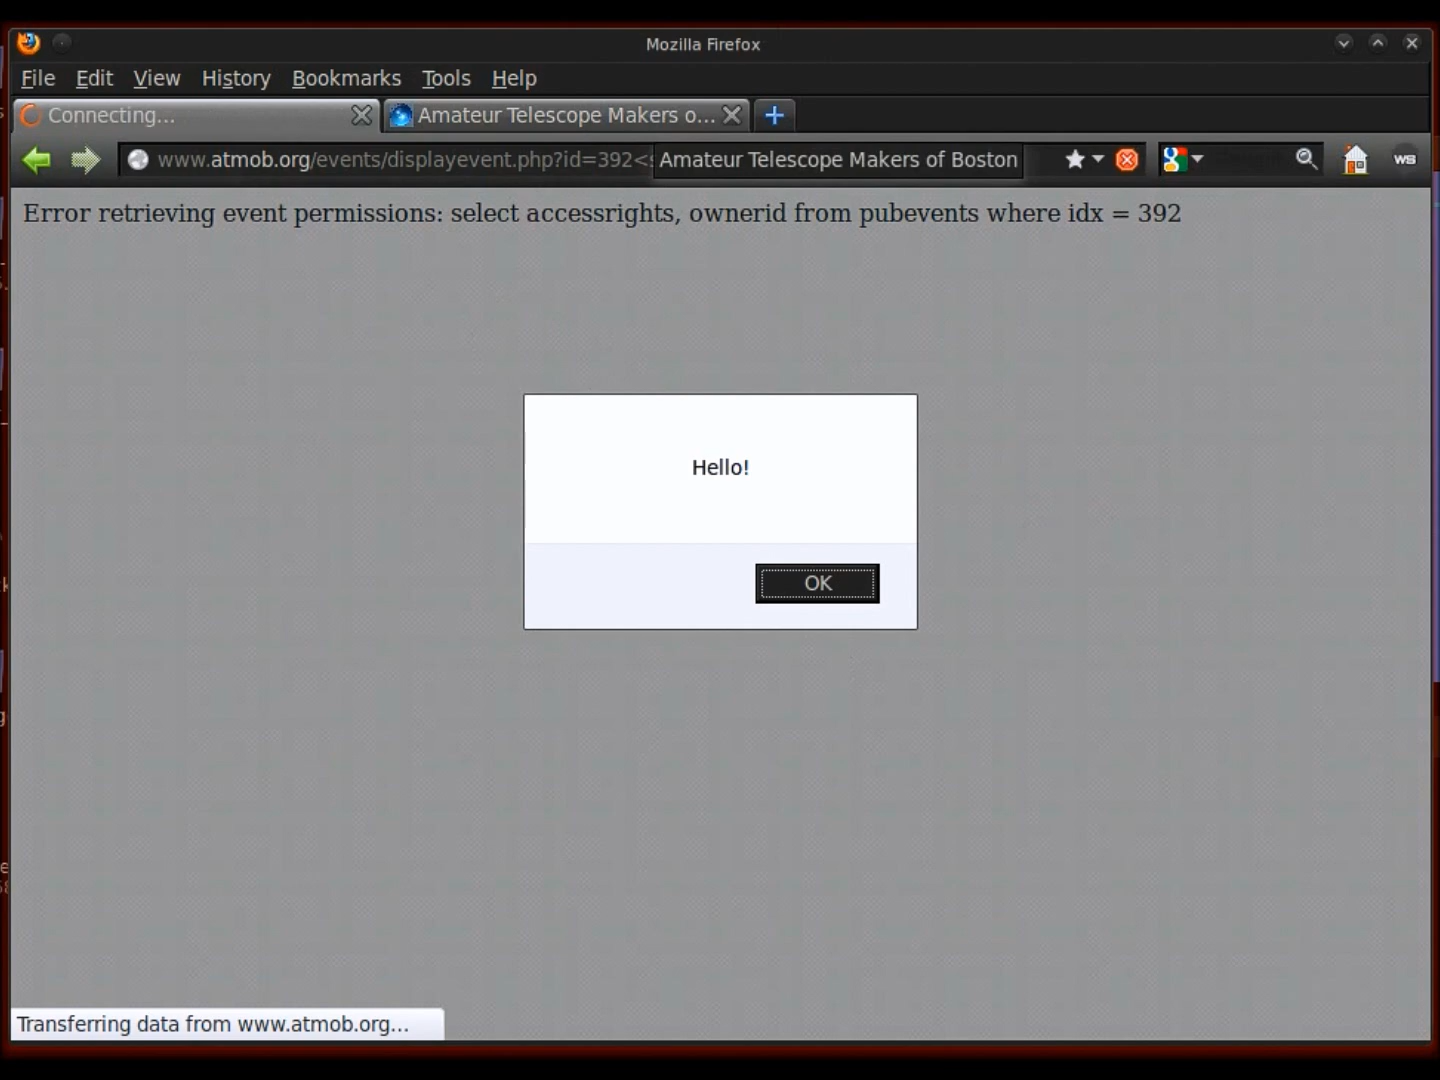 Mozilla Firefox
File Edit View History Bookmarks Tools Help
Connecting... Amateur Telescope Makers o...
www.atmob.org/events/displayevent.php?id=392<s Amateur Telescope Makers of Boston
Error retrieving event permissions: select accessrights, ownerid from pubevents where idx = 392
Hello!
OK
Transferring data from www.atmob.org...